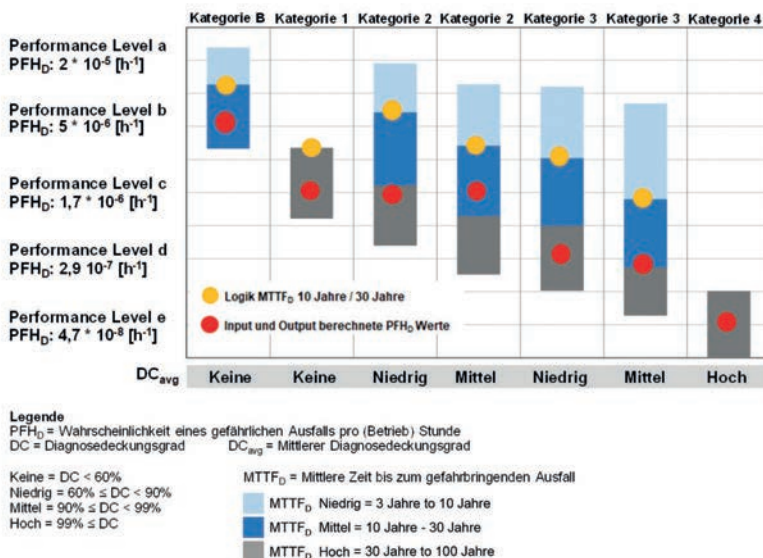 Kategorie B Kategorie 1 Kategorie 2 Kategorie 2 Kategorie 3 Kategorie 3 Kategorie 4
Performance Level a
PFHD: 2 * 10-5 [h-1]
Performance Level b
PFHD: 5 * 10-6 [h-1]
Performance Level c
PFHD: 1,7 * 10-6 [h-1]
Performance Level d
PFHD: 2,9 10-7 [h-1]
Performance Level e
PFHD: 4,7 * 10-8 [h-1]
Logik MTTFD 10 Jahre / 30 Jahre
Input und Output berechnete PFHD Werte
DCavg Keine Keine Niedrig Mittel Niedrig Mittel Hoch
Legende
PFHD = Wahrscheinlichkeit eines gefährlichen Ausfalls pro (Betrieb) Stunde
DC = Diagnosedeckungsgrad DCavg = Mittlerer Diagnosedeckungsgrad
Keine = DC < 60%
Niedrig = 60% ≤ DC < 90%
Mittel = 90% ≤ DC < 99%
Hoch = 99% ≤ DC
MTTFD = Mittlere Zeit bis zum gefahrbringenden Ausfall
MTTFD Niedrig = 3 Jahre to 10 Jahre
MTTFD Mittel = 10 Jahre - 30 Jahre
MTTFD Hoch = 30 Jahre to 100 Jahre